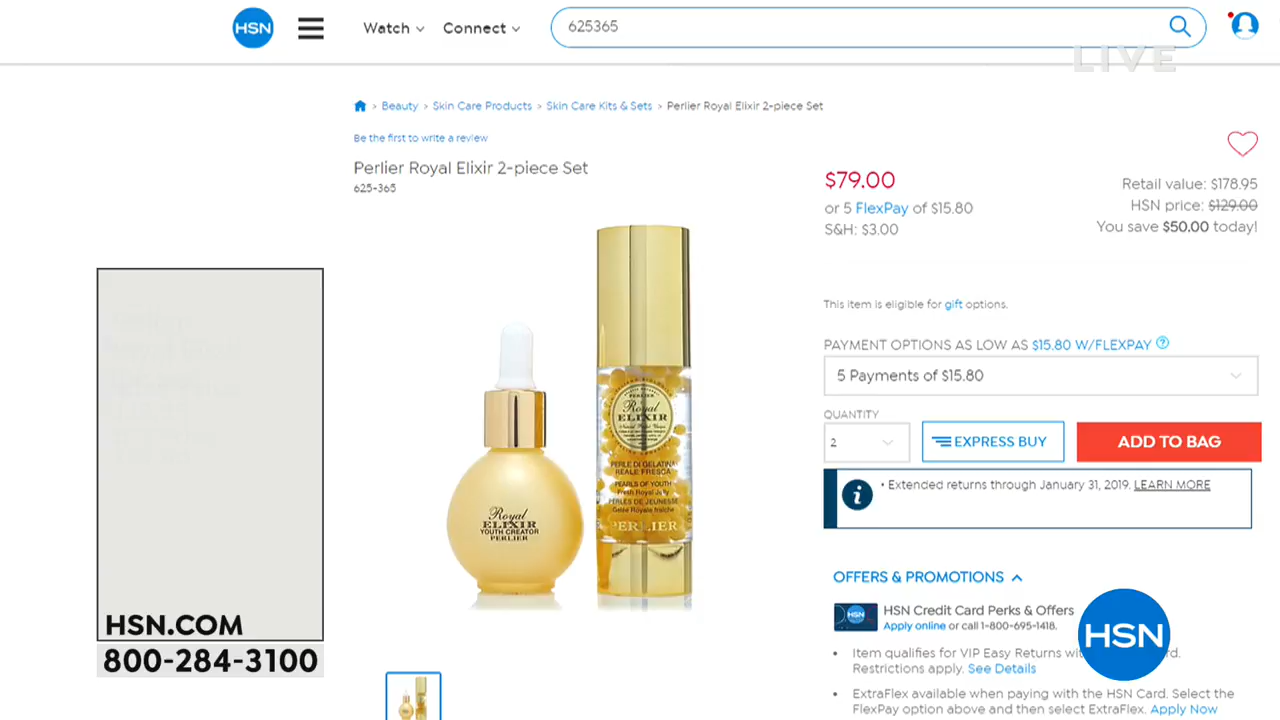 HSN
Watch
Connect
625365
LIVE
Beauty > Skin Care Products > Skin Care Kits & Sets > Perlier Royal Elixir 2-piece Set
Be the first to write a review
Perlier Royal Elixir 2-piece Set
625-365
$79.00
or 5 FlexPay of $15.80
S&H: $3.00
Retail value: $178.95
HSN price: $129.00
You save $50.00 today!
This item is eligible for gift options.
PAYMENT OPTIONS AS LOW AS $15.80 W/FLEXPAY ?
5 Payments of $15.80
QUANTITY
2
EXPRESS BUY
ADD TO BAG
i
• Extended returns through January 31, 2019. LEARN MORE
OFFERS & PROMOTIONS
HSN
HSN Credit Card Perks & Offers
Apply online or call 1-800-695-1418.
• Item qualifies for VIP Easy Returns
Restrictions apply. See Details
• ExtraFlex available when paying with the HSN Card. Select the
FlexPay option above and then select ExtraFlex. Apply Now
HSN
Royal
ELIXIR
YOUTH CREATOR
PERLIER
PERLIER
Royal
ELIXIR
PERLE DI GELATINA
REALE FRESCA
PEARLS OF YOUTH
Fresh Royal Jelly
PERLES DE JEUNESSE
Gelée Royale fraîche
PERLIER
HSN.COM
800-284-3100